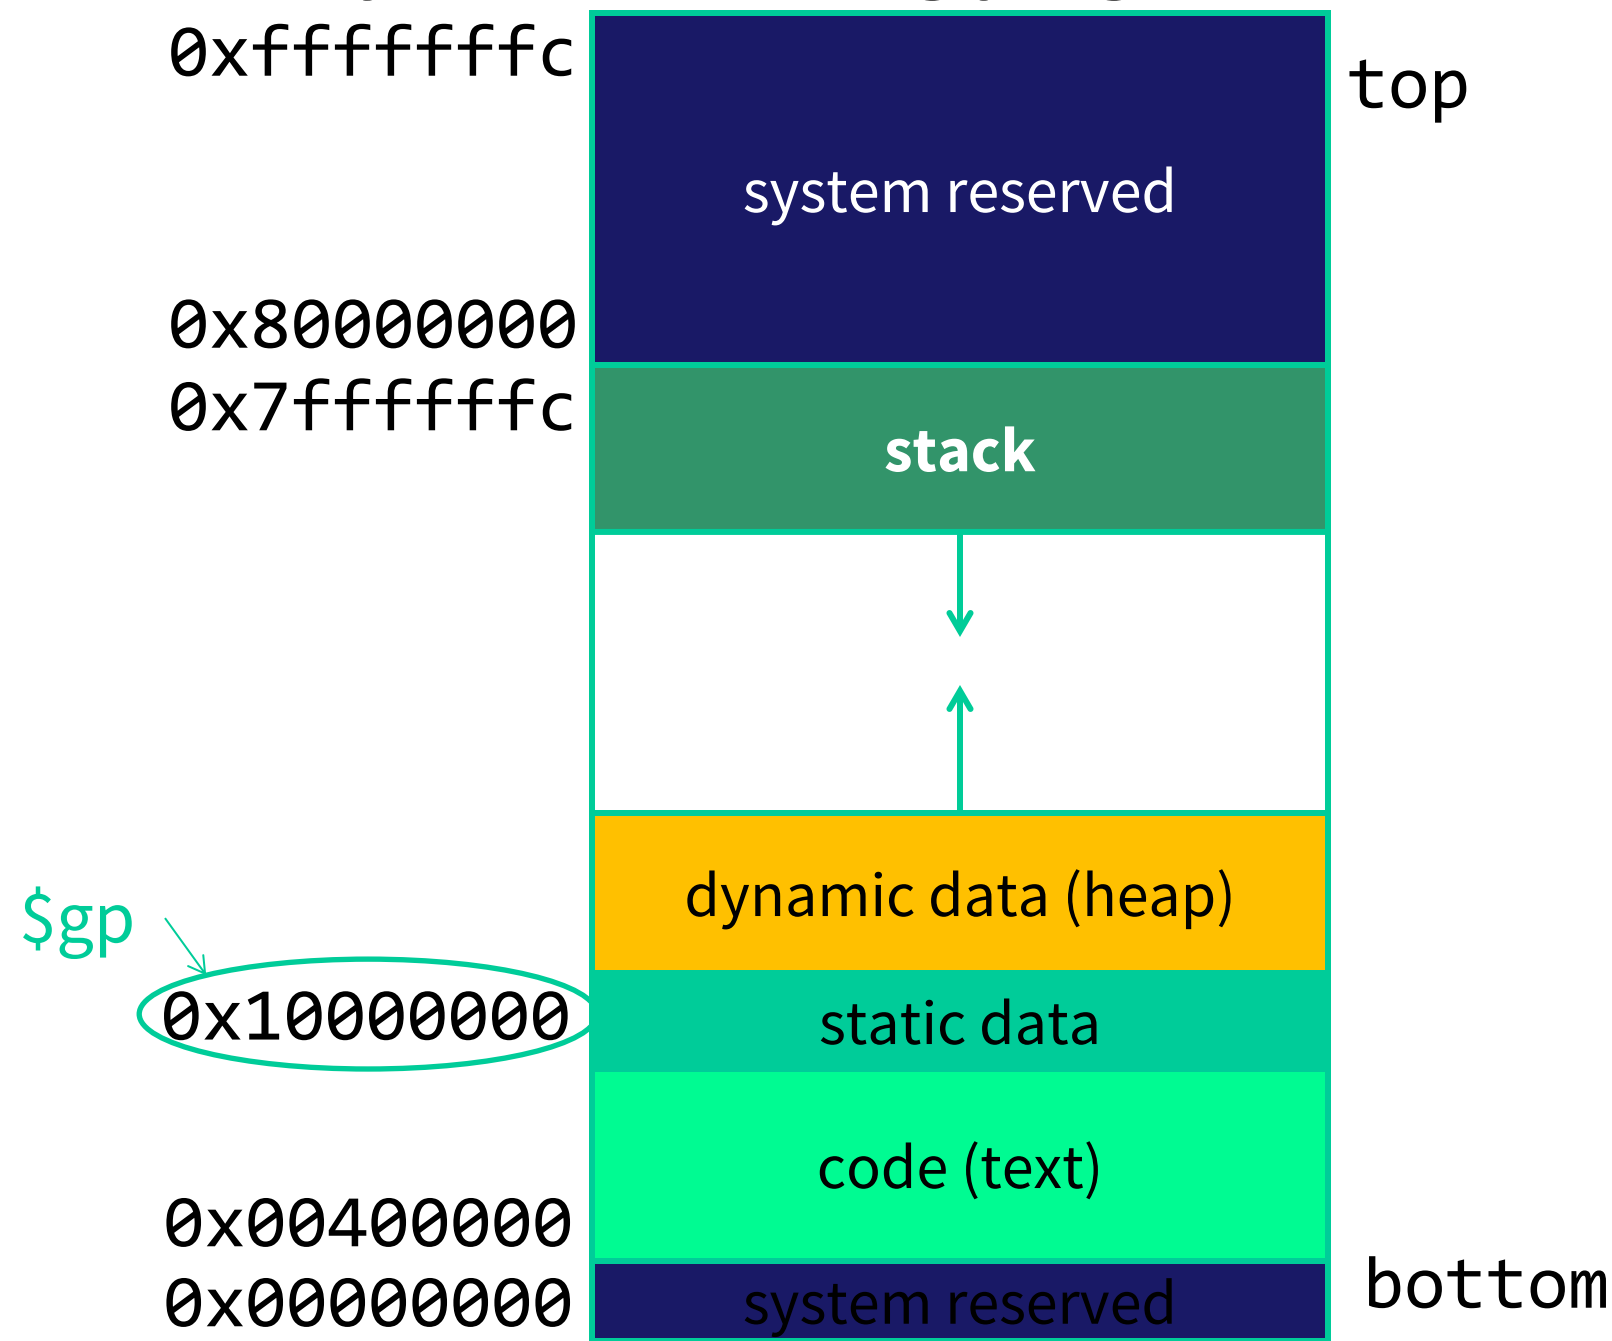 0xfffffffc
top
system reserved
0x80000000
0x7ffffffc
stack
dynamic data (heap)
$gp
0x10000000
static data
code (text)
0x00400000
bottom
0x00000000
system reserved